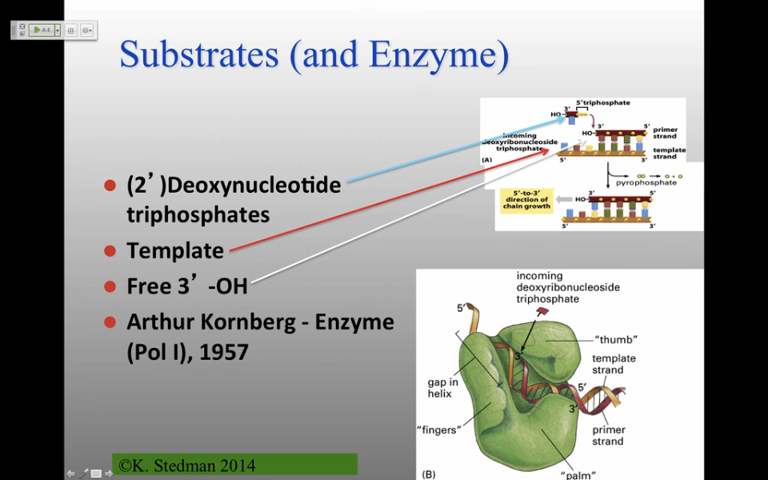 Substrates (and Enzyme)
(2’)Deoxynucleotide
triphosphates
Template
Free 3’ -OH
Arthur Kornberg - Enzyme
(Pol I), 1957
3' 5'triphosphate
HO
incoming
deoxyribonucleoside
triphosphate
HO 3' 5'
primer
strand
template
strand
5' 3'
(A)
pyrophosphate
5'-to-3'
direction of
chain growth
HO 3' 5'
5' 3'
incoming
deoxyribonucleoside
triphosphate
5'
"thumb"
3'
template
strand
gap in
helix
5'
3'
"fingers"
primer
strand
(B)
"palm"
©K. Stedman 2014